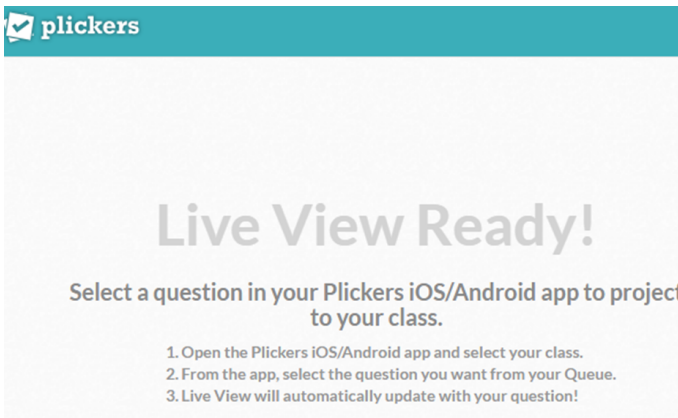 plickers
Live View Ready!
Select a question in your Plickers iOS/Android app to project
to your class.
1. Open the Plickers iOS/Android app and select your class.
2. From the app, select the question you want from your Queue.
3. Live View will automatically update with your question!